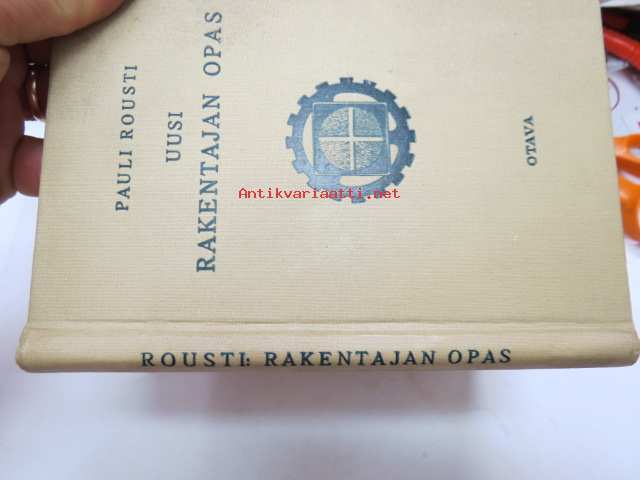 PAULI ROUSTI
UUSI
RAKENTAJAN OPAS
OTAVA
Antikvariaatti.net
ROUSTI: RAKENTAJAN OPAS